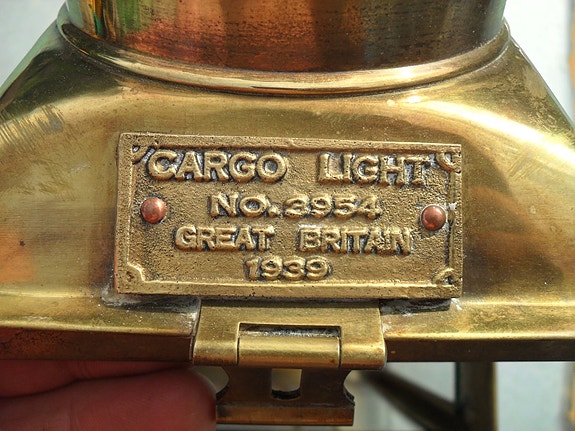 CARGO LIGHT
NO. 3954
GREAT BRITAIN
1939